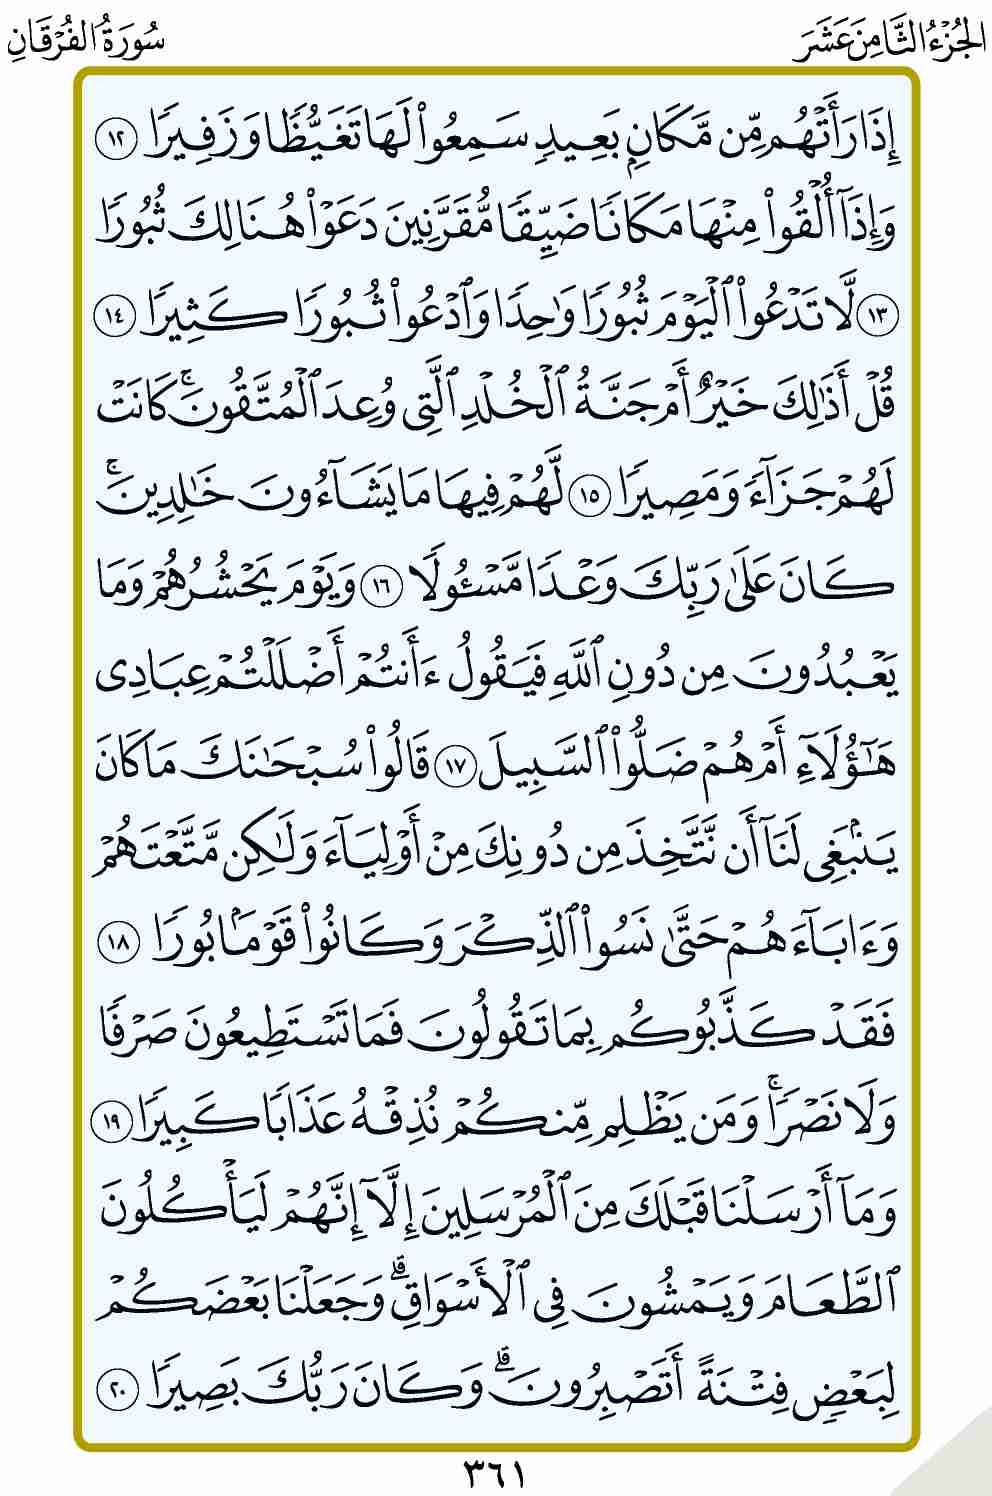 الجُزْءُ الثَّامِنَ عَشَرَ
سُورَةُ الفُرْقَانِ
إِذَا رَأَتْهُم مِّن مَّكَانٍۭ بَعِيدٍ سَمِعُوا۟ لَهَا تَغَيُّظًا وَزَفِيرًا ١٢
وَإِذَآ أُلْقُوا۟ مِنْهَا مَكَانًا ضَيِّقًا مُّقَرَّنِينَ دَعَوْا۟ هُنَالِكَ ثُبُورًا
١٣ لَّا تَدْعُوا۟ ٱلْيَوْمَ ثُبُورًا وَٰحِدًا وَٱدْعُوا۟ ثُبُورًا كَثِيرًا ١٤
قُلْ أَذَٰلِكَ خَيْرٌ أَمْ جَنَّةُ ٱلْخُلْدِ ٱلَّتِى وُعِدَ ٱلْمُتَّقُونَ ۚ كَانَتْ
لَهُمْ جَزَآءً وَمَصِيرًا ١٥ لَّهُمْ فِيهَا مَا يَشَآءُونَ خَٰلِدِينَ ۚ
كَانَ عَلَىٰ رَبِّكَ وَعْدًا مَّسْـُٔولًا ١٦ وَيَوْمَ يَحْشُرُهُمْ وَمَا
يَعْبُدُونَ مِن دُونِ ٱللَّهِ فَيَقُولُ ءَأَنتُمْ أَضْلَلْتُمْ عِبَادِى
هَٰٓؤُلَآءِ أَمْ هُمْ ضَلُّوا۟ ٱلسَّبِيلَ ١٧ قَالُوا۟ سُبْحَٰنَكَ مَا كَانَ
يَنۢبَغِى لَنَآ أَن نَّتَّخِذَ مِن دُونِكَ مِنْ أَوْلِيَآءَ وَلَٰكِن مَّتَّعْتَهُمْ
وَءَابَآءَهُمْ حَتَّىٰ نَسُوا۟ ٱلذِّكْرَ وَكَانُوا۟ قَوْمًۢا بُورًا ١٨
فَقَدْ كَذَّبُوكُم بِمَا تَقُولُونَ فَمَا تَسْتَطِيعُونَ صَرْفًا
وَلَا نَصْرًا ۚ وَمَن يَظْلِم مِّنكُمْ نُذِقْهُ عَذَابًا كَبِيرًا ١٩
وَمَآ أَرْسَلْنَا قَبْلَكَ مِنَ ٱلْمُرْسَلِينَ إِلَّآ إِنَّهُمْ لَيَأْكُلُونَ
ٱلطَّعَامَ وَيَمْشُونَ فِى ٱلْأَسْوَاقِ ۗ وَجَعَلْنَا بَعْضَكُمْ
لِبَعْضٍ فِتْنَةً أَتَصْبِرُونَ ۗ وَكَانَ رَبُّكَ بَصِيرًا ٢٠
٣٦١